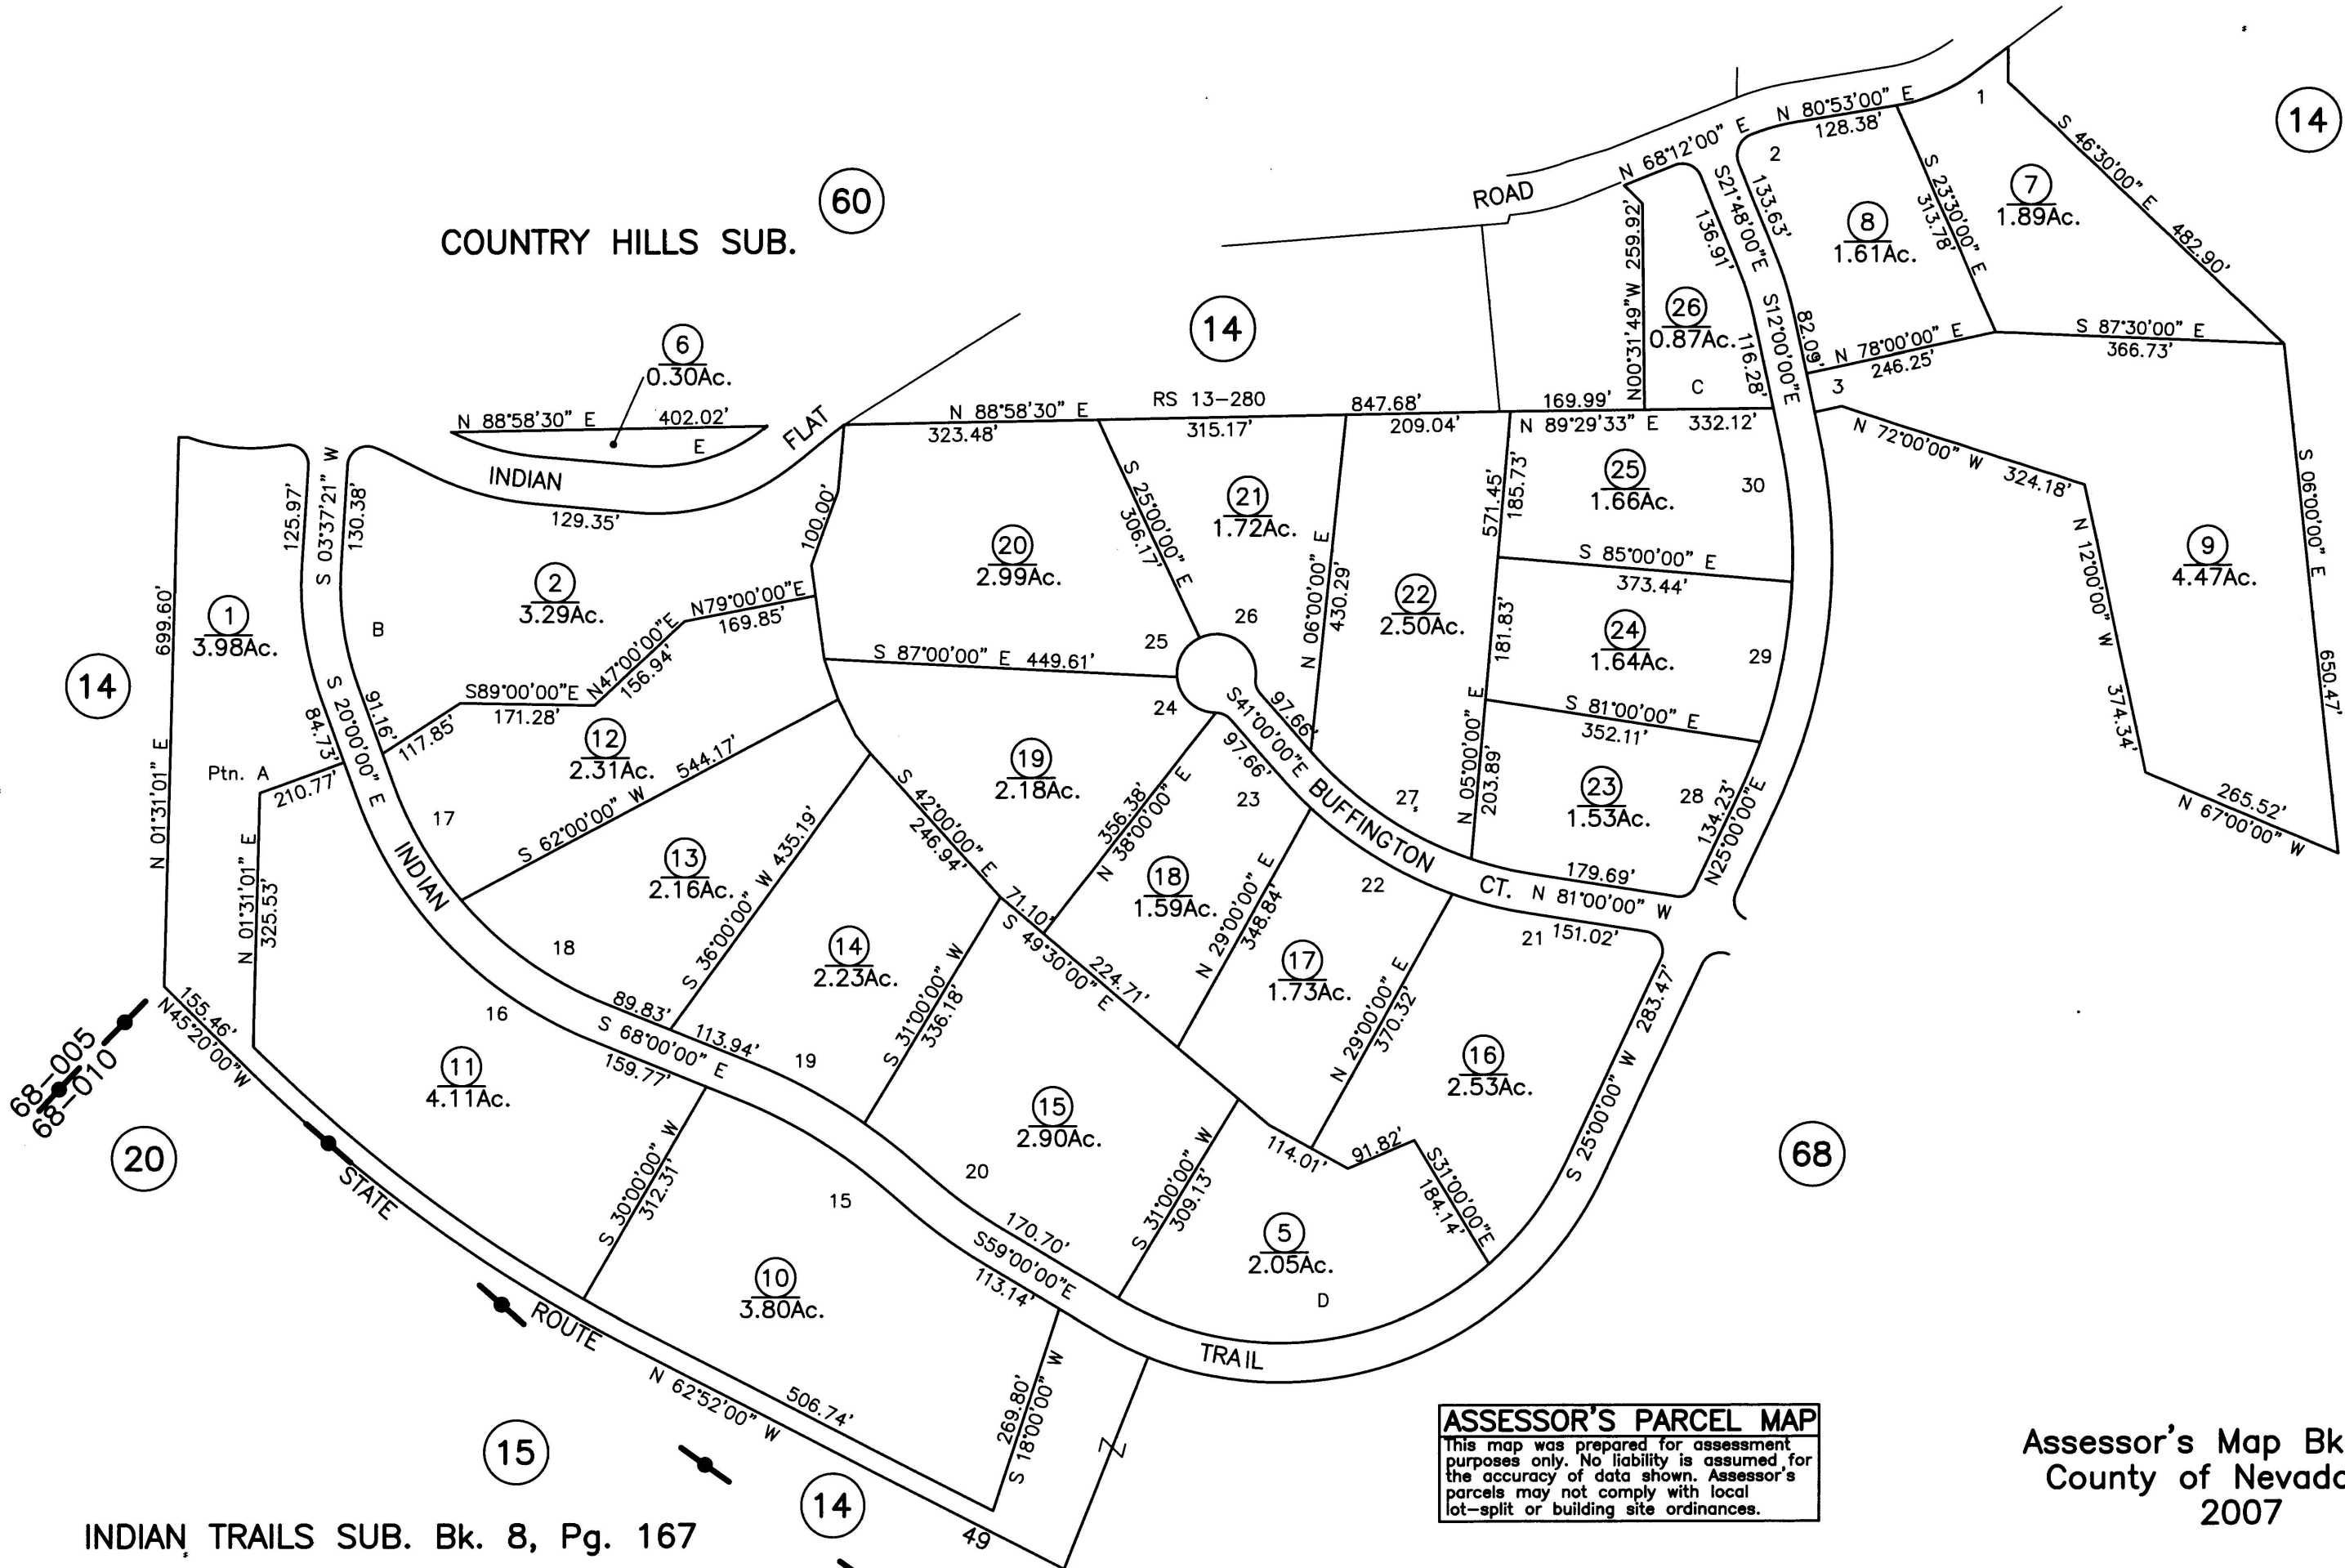 60
COUNTRY HILLS SUB.
14
14
ROAD
N 68°12'00" E
N 80°53'00" E
128.38'
1
2
S21°48'00"E
133.63'
136.91'
S 23°30'00" E
313.78'
7
1.89Ac.
8
1.61Ac.
S 46°30'00" E
482.90'
N00°31'49"W 259.92'
26
0.87Ac.
C
S12°00'00"E
116.28'
82.09'
N 78°00'00" E
246.25'
3
S 87°30'00" E
366.73'
6
0.30Ac.
N 88°58'30" E
402.02'
E
FLAT
INDIAN
129.35'
N 88°58'30" E
RS 13-280
847.68'
169.99'
323.48'
315.17'
209.04'
N 89°29'33" E
332.12'
N 72°00'00" W
324.18'
S 06°00'00" E
650.47'
9
4.47Ac.
N 12°00'00" W
374.34'
265.52'
N 67°00'00" W
125.97'
S 03°37'21" W
130.38'
100.00'
699.60'
N 01°31'01" E
1
3.98Ac.
2
3.29Ac.
B
N79°00'00"E
169.85'
N47°00'00"E
156.94'
S89°00'00"E
171.28'
117.85'
91.16'
S 20°00'00" E
84.73'
20
2.99Ac.
S 25°00'00" E
306.17'
21
1.72Ac.
N 06°00'00" E
430.29'
22
2.50Ac.
571.45'
185.73'
25
1.66Ac.
30
S 85°00'00" E
373.44'
181.83'
24
1.64Ac.
29
S 81°00'00" E
352.11'
N 05°00'00" E
203.89'
23
1.53Ac.
28
134.23'
N25°00'00"E
26
25
S 87°00'00" E 449.61'
24
14
Ptn. A
210.77'
12
2.31Ac.
544.17'
S 62°00'00" W
17
INDIAN
N 01°31'01" E
325.53'
19
2.18Ac.
S41°00'00"E
97.66'
97.66'
BUFFINGTON
CT.
27
23
356.38'
N 38°00'00" E
S 42°00'00" E
246.94'
71.10'
S 49°30'00" E
224.71'
18
1.59Ac.
N 29°00'00" E
348.84'
22
179.69'
N 81°00'00" W
151.02'
21
13
2.16Ac.
S 36°00'00" W 435.19'
18
14
2.23Ac.
S 31°00'00" W
336.18'
17
1.73Ac.
N 29°00'00" E
370.32'
16
2.53Ac.
283.47'
S 25°00'00" W
155.46'
N45°20'00"W
68-005
68-010
20
16
11
4.11Ac.
89.83'
113.94'
S 68°00'00" E
159.77'
19
15
2.90Ac.
20
S 30°00'00" W
312.31'
15
170.70'
S59°00'00"E
113.14'
S 31°00'00" W
309.13'
114.01'
91.82'
S31°00'00"E
184.14'
5
2.05Ac.
D
TRAIL
68
STATE
ROUTE
10
3.80Ac.
N 62°52'00" W
506.74'
269.80'
S 18°00'00" W
49
15
14
ASSESSOR'S PARCEL MAP
This map was prepared for assessment
purposes only. No liability is assumed for
the accuracy of data shown. Assessor's
parcels may not comply with local
lot-split or building site ordinances.
Assessor's Map Bk
County of Nevada
2007
INDIAN TRAILS SUB. Bk. 8, Pg. 167